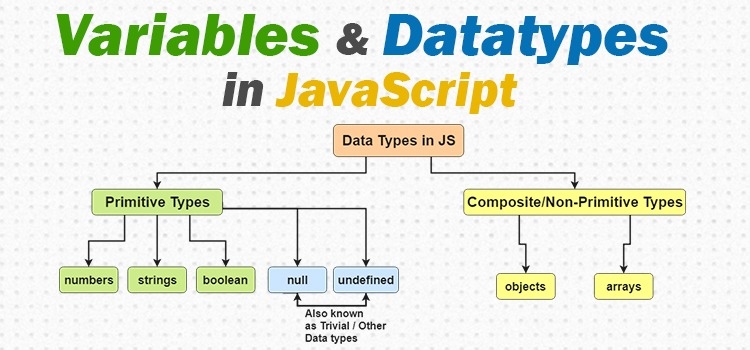 Variables & Datatypes
in JavaScript
Data Types in JS
Primitive Types
Composite/Non-Primitive Types
numbers
strings
boolean
null
undefined
objects
arrays
Also known
as Trivial / Other
Data types